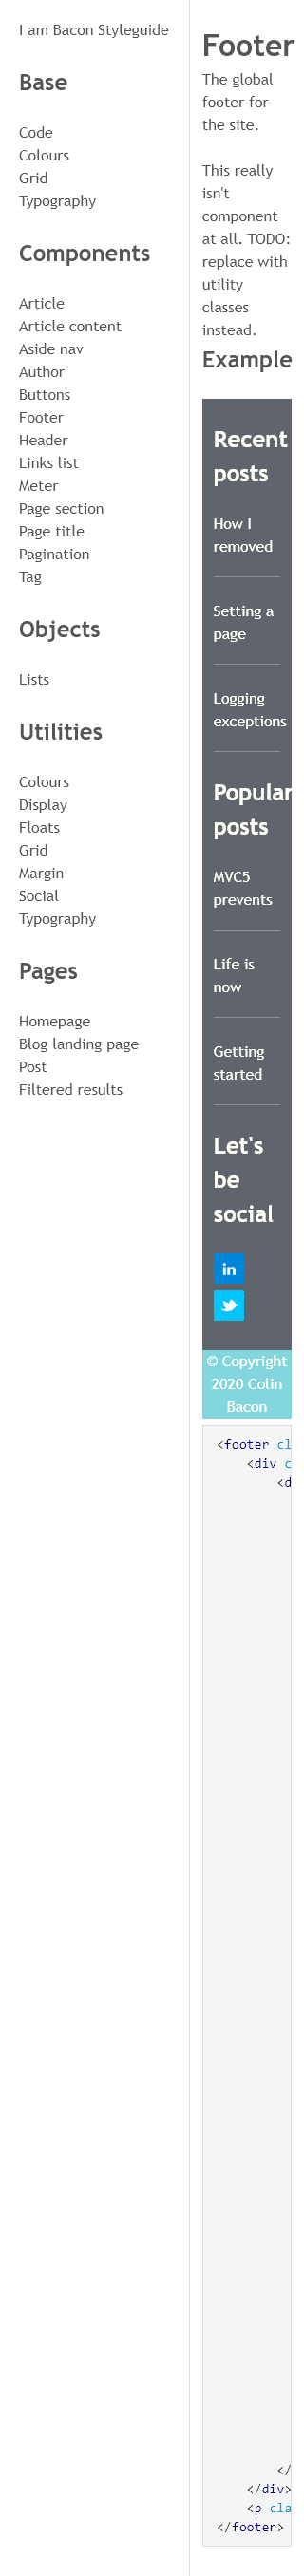 I am Bacon Styleguide
Base
Code
Colours
Grid
Typography
Components
Article
Article content
Aside nav
Author
Buttons
Footer
Header
Links list
Meter
Page section
Page title
Pagination
Tag
Objects
Lists
Utilities
Colours
Display
Floats
Grid
Margin
Social
Typography
Pages
Homepage
Blog landing page
Post
Filtered results
Footer
The global
footer for
the site.
This really
isn't
component
at all. TODO:
replace with
utility
classes
instead.
Example
Recent
posts
How I
removed
Setting a
page
Logging
exceptions
Popular
posts
MVC5
prevents
Life is
now
Getting
started
Let's
be
social
in
© Copyright
2020 Colin
Bacon
<footer cl
<div c
<d
</
</div>
<p cla
</footer>